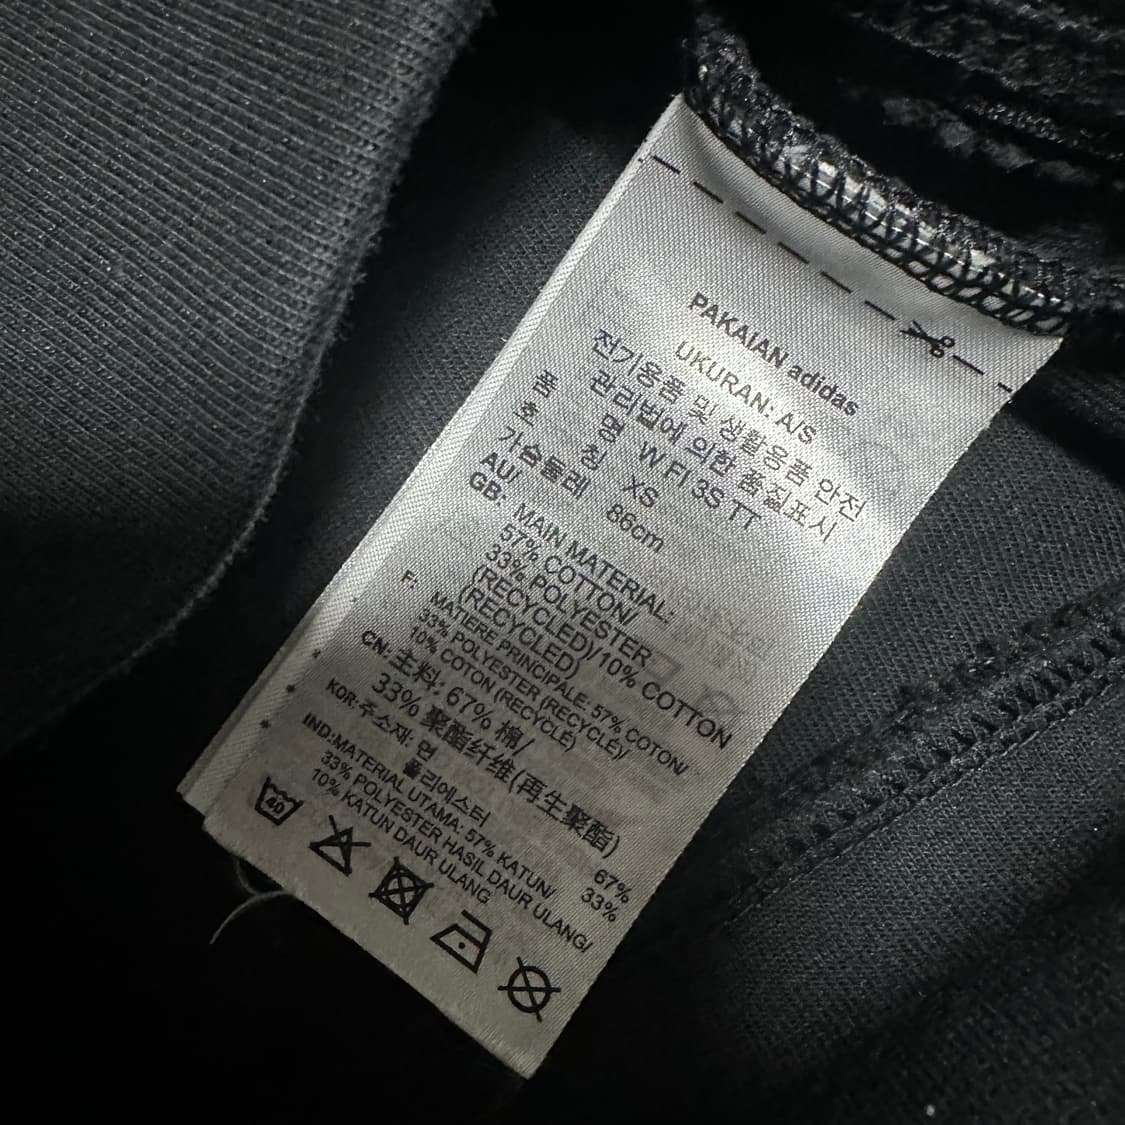 PAKAIAN adidas
UKURAN: A/S
전기용품 및 생활용품 안전
관리법에 의한 품질표시
품 명 W FI 3S TT
호 칭 XS
가슴둘레 86cm
AU/
GB: MAIN MATERIAL:
57% COTTON/
33% POLYESTER
(RECYCLED)/10% COTTON
(RECYCLED)
F: MATIERE PRINCIPALE: 57% COTON/
33% POLYESTER (RECYCLÉ)/
10% COTON (RECYCLÉ)
CN:主料: 67% 棉/
33% 聚酯纤维(再生聚酯)
KOR:주소재: 면 67%
폴리에스터 33%
IND:MATERIAL UTAMA: 57% KATUN/
33% POLYESTER HASIL DAUR ULANG/
10% KATUN DAUR ULANG
40